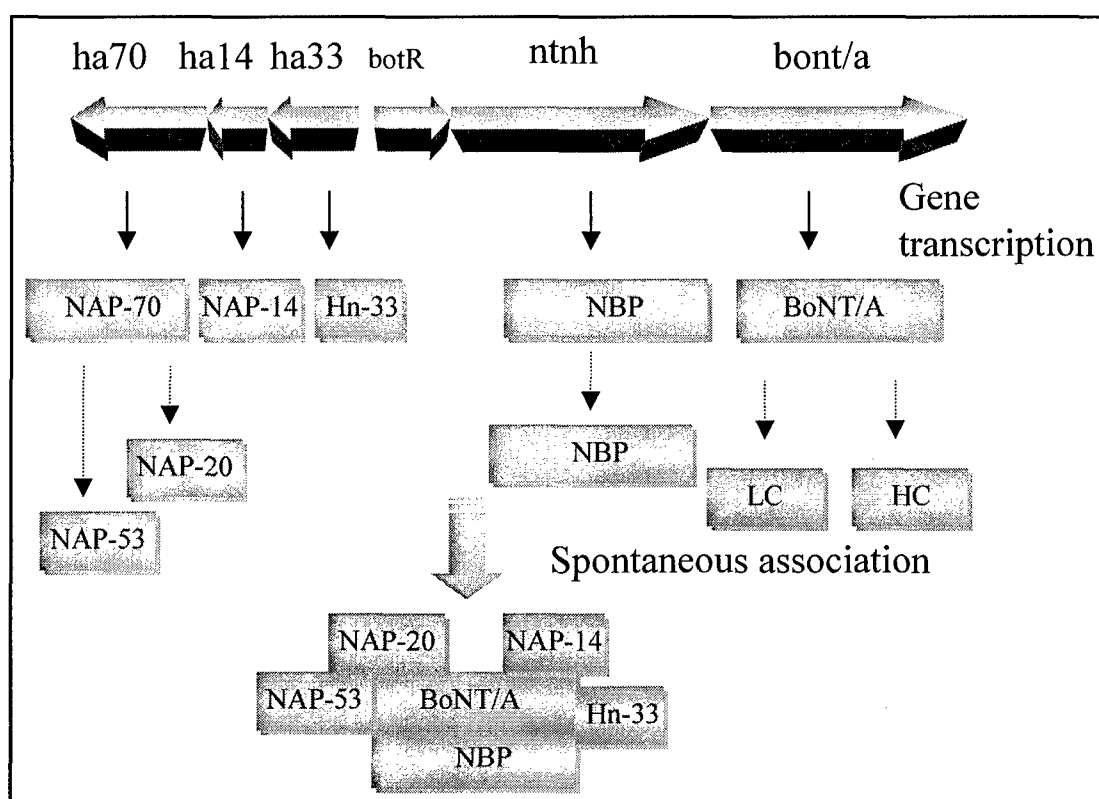 ha70 ha14 ha33 botR ntnh bont/a
Gene
transcription
NAP-70 NAP-14 Hn-33 NBP BoNT/A
NAP-20 NBP
LC HC
NAP-53
Spontaneous association
NAP-20 NAP-14
NAP-53 BoNT/A Hn-33
NBP